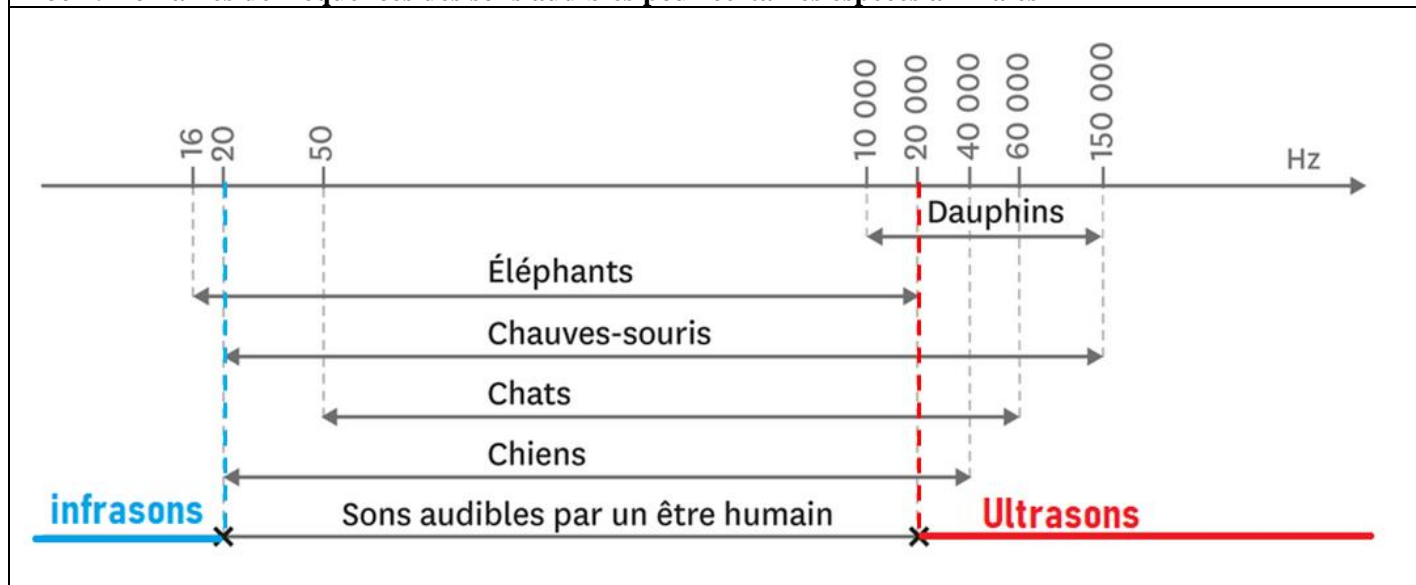 16
20
50
10 000
20 000
40 000
60 000
150 000
Hz
Dauphins
Éléphants
Chauves-souris
Chats
Chiens
infrasons
Sons audibles par un être humain
Ultrasons